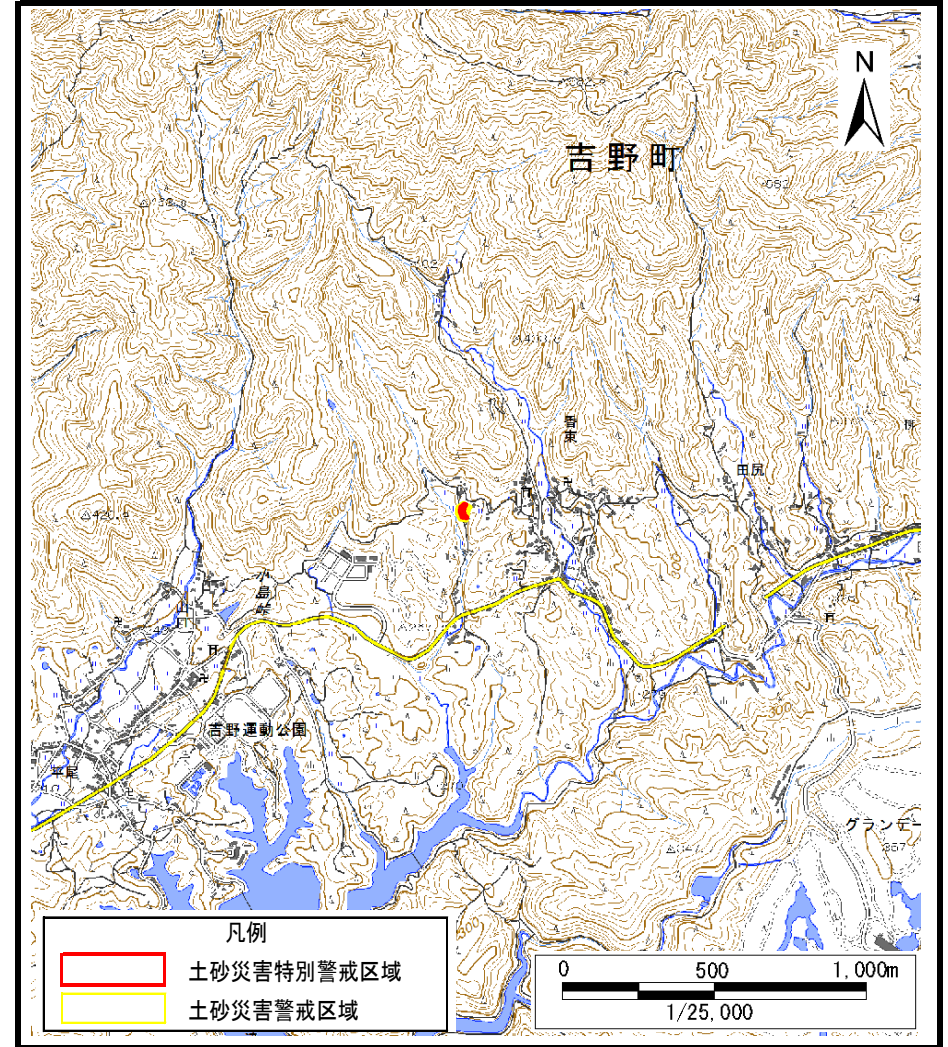 N
吉野町
香東
田尻
小島峠
吉野運動公園
平尾
グランデー
300
300
凡例
土砂災害特別警戒区域
土砂災害警戒区域
0 500 1,000m
1/25,000